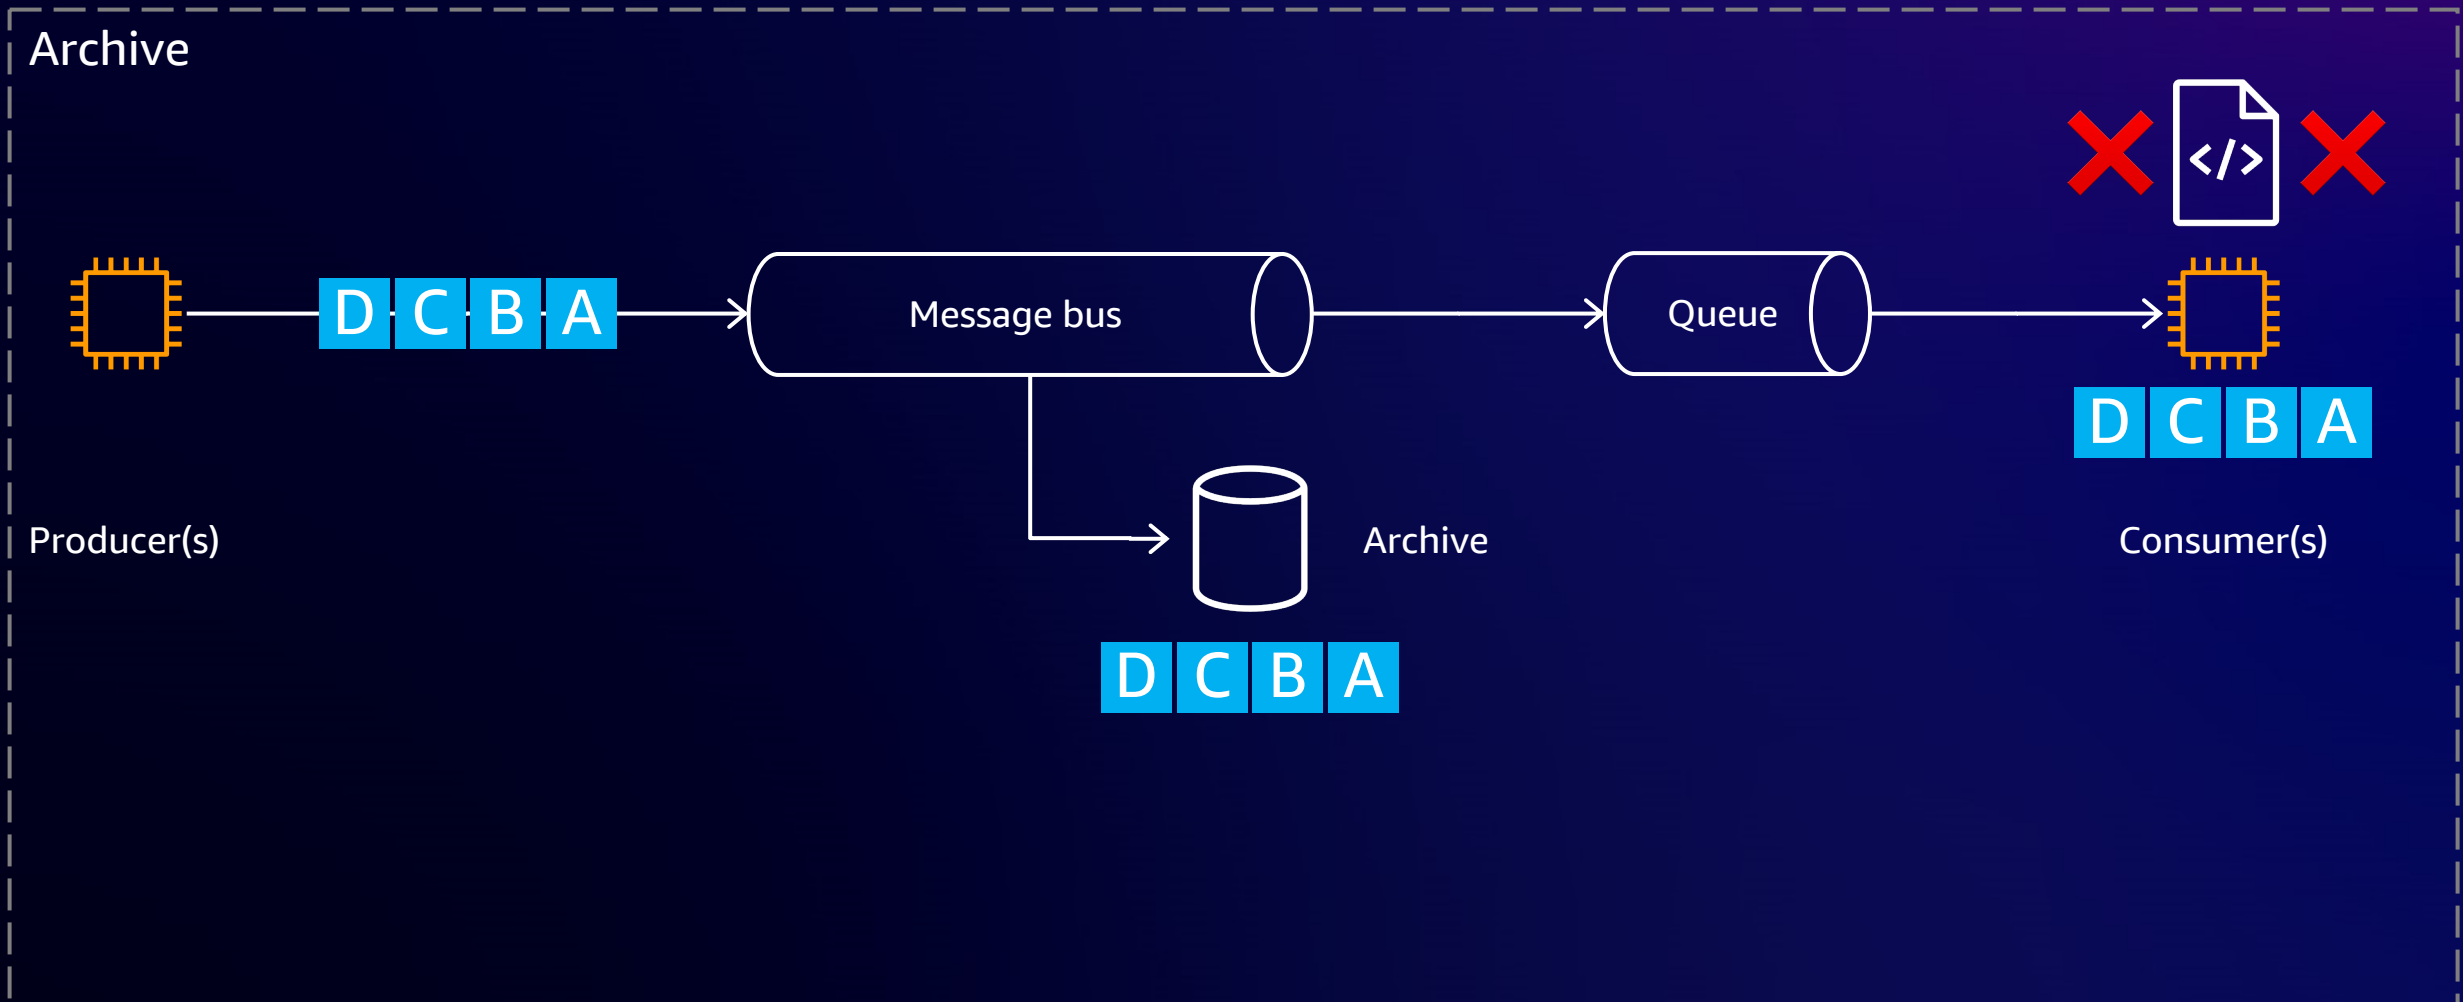 Archive
</>
D C B A
Message bus
Queue
D C B A
Producer(s)
Archive
Consumer(s)
D C B A